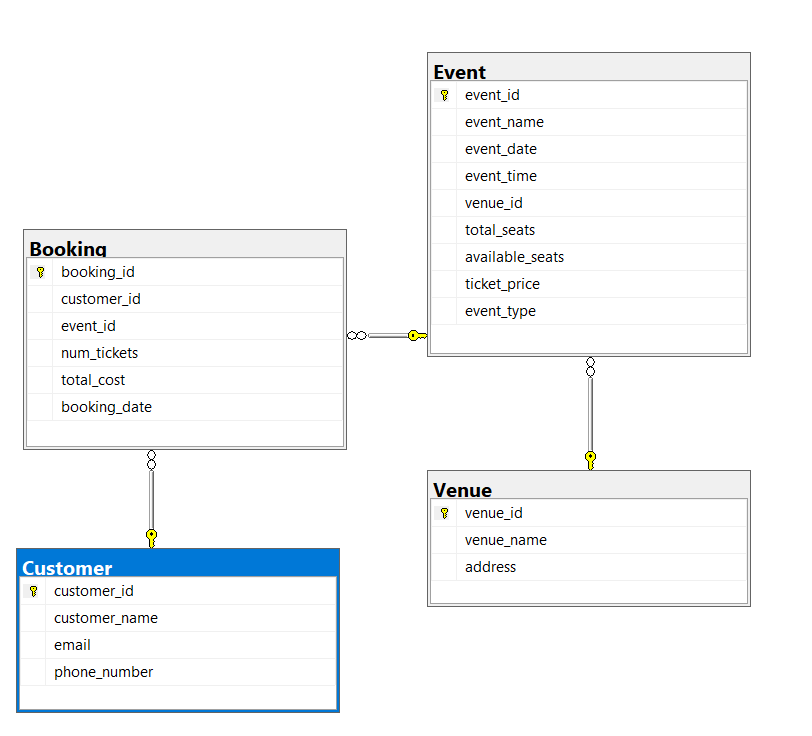 Event
event_id
event_name
event_date
event_time
venue_id
total_seats
available_seats
ticket_price
event_type
Booking
booking_id
customer_id
event_id
num_tickets
total_cost
booking_date
Venue
venue_id
venue_name
address
Customer
customer_id
customer_name
email
phone_number